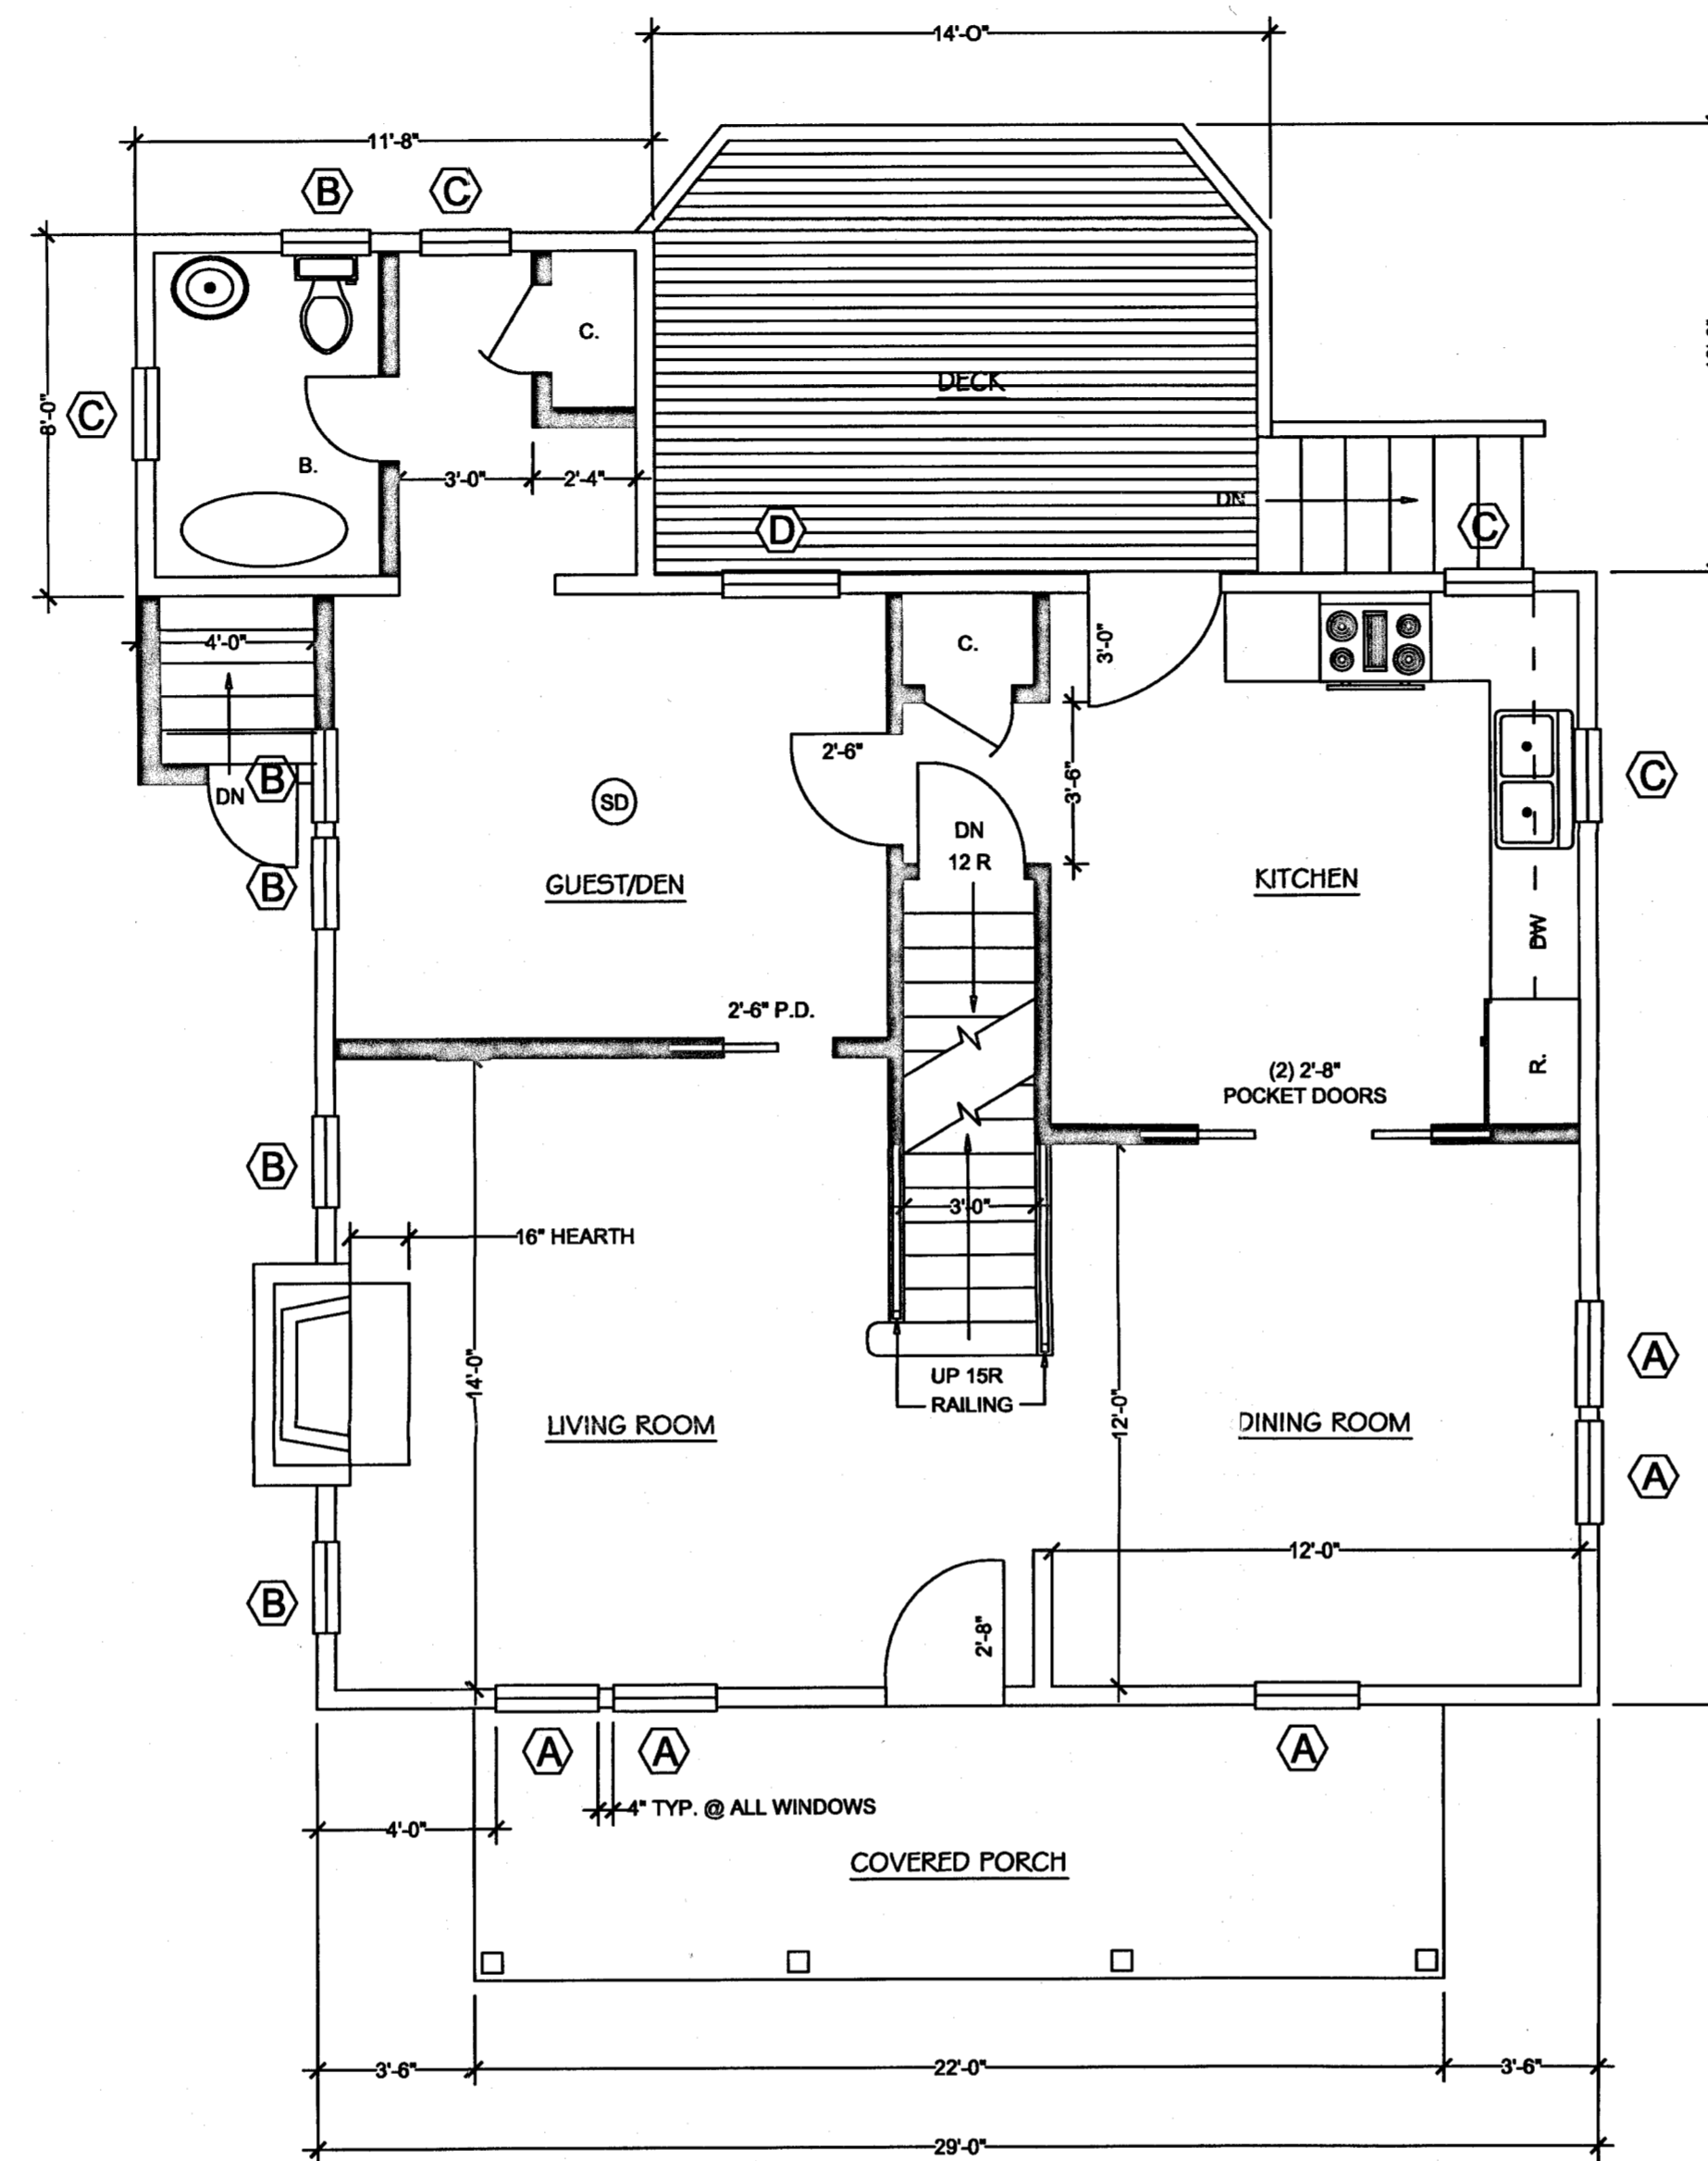 14'-0"
11'-8"
B
C
C.
8'-0"
C
DECK
B.
3'-0"
2'-4"
D
DN
C
4'-0"
C.
3'-0"
2'-6"
3'-6"
B
DN
SD
DN
12 R
C
B
GUEST/DEN
KITCHEN
DW
2'-6" P.D.
(2) 2'-8"
POCKET DOORS
R.
B
3'-0"
16" HEARTH
A
14'-0"
UP 15R
RAILING
12'-0"
LIVING ROOM
DINING ROOM
A
12'-0"
B
2'-8"
A
A
A
4" TYP. @ ALL WINDOWS
4'-0"
COVERED PORCH
3'-6"
22'-0"
3'-6"
29'-0"